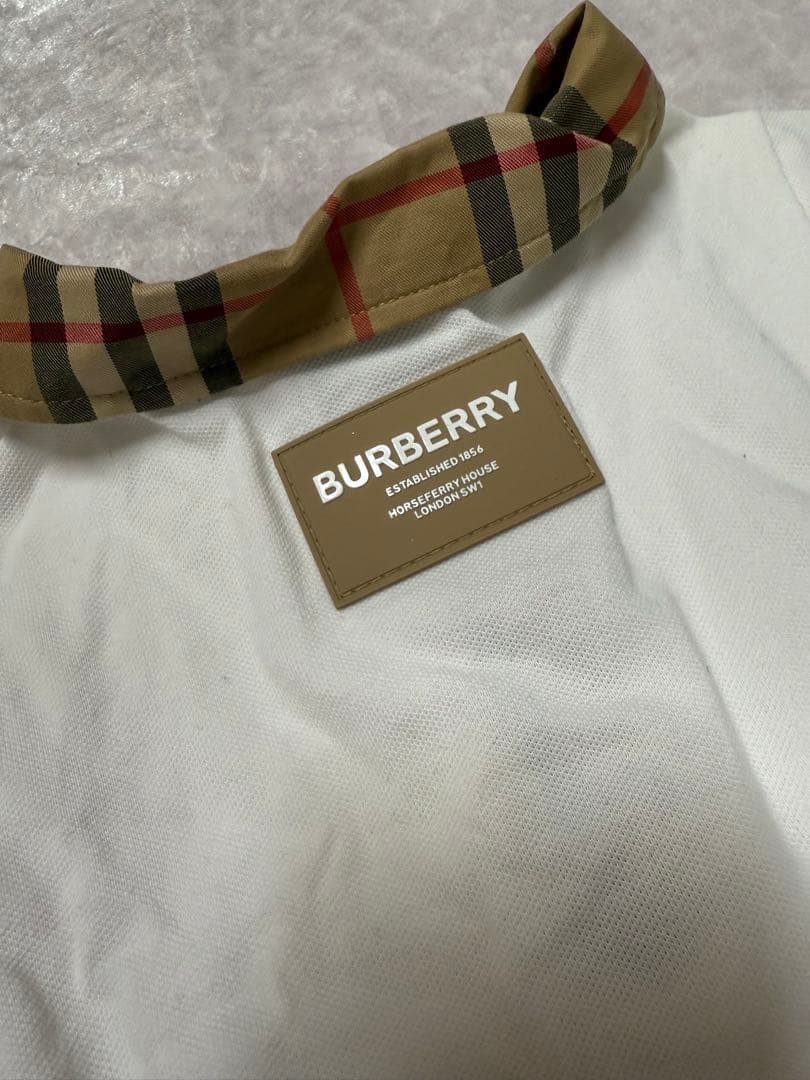 BURBERRY
ESTABLISHED 1856
HORSEFERRY HOUSE
LONDON SW1